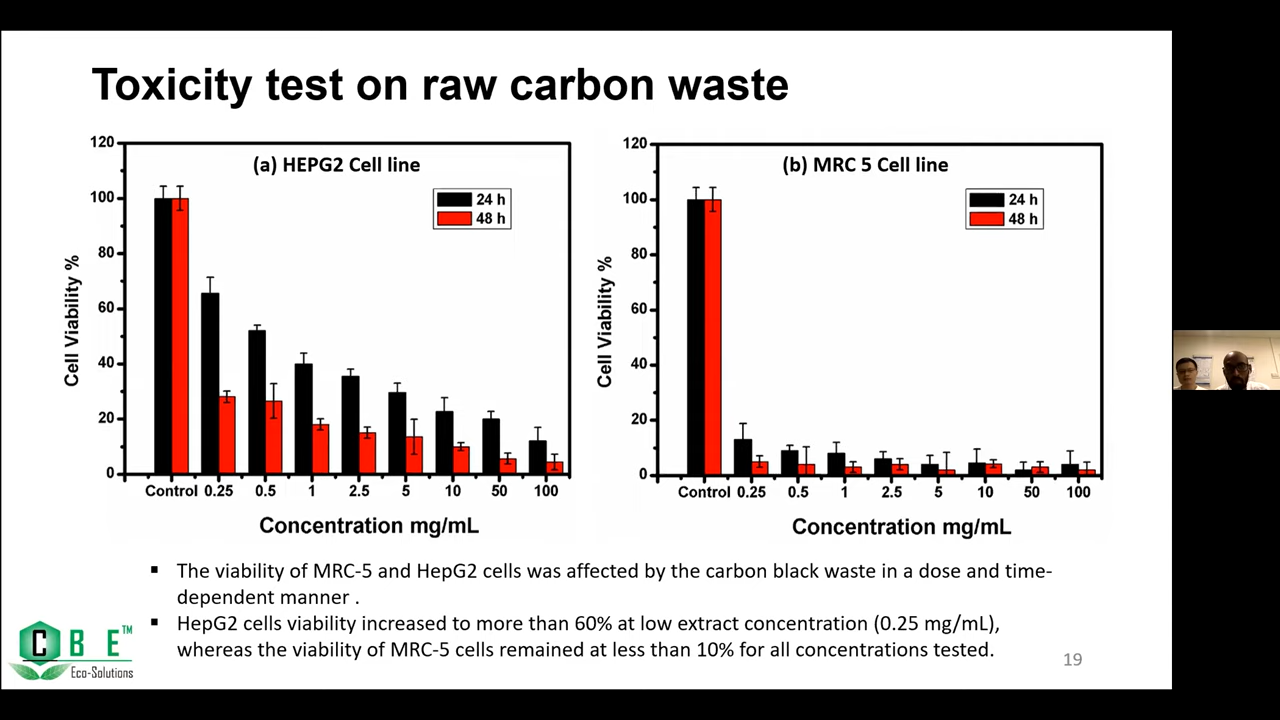 Toxicity test on raw carbon waste
120
100
80
60
40
20
0
Cell Viability %
(a) HEPG2 Cell line
24 h
48 h
Control 0.25 0.5 1 2.5 5 10 50 100
Concentration mg/mL
120
100
80
60
40
20
0
Cell Viability %
(b) MRC 5 Cell line
24 h
48 h
Control 0.25 0.5 1 2.5 5 10 50 100
Concentration mg/mL
▪ The viability of MRC-5 and HepG2 cells was affected by the carbon black waste in a dose and time-
dependent manner .
▪ HepG2 cells viability increased to more than 60% at low extract concentration (0.25 mg/mL),
whereas the viability of MRC-5 cells remained at less than 10% for all concentrations tested.
C B E™
Eco-Solutions
19